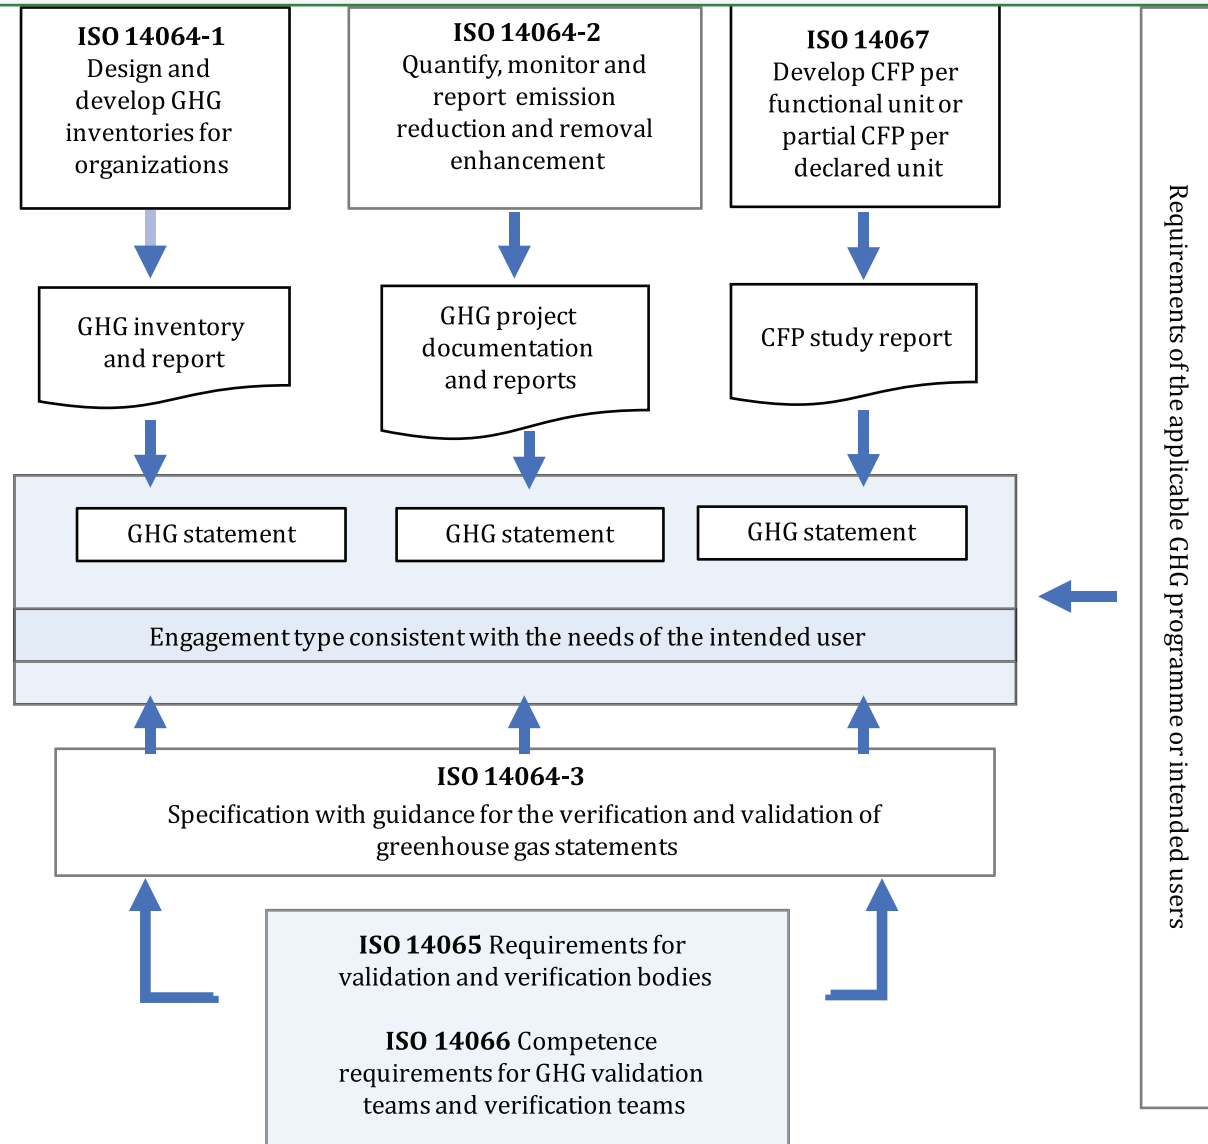 ISO 14064-1
Design and
develop GHG
inventories for
organizations
ISO 14064-2
Quantify, monitor and
report emission
reduction and removal
enhancement
ISO 14067
Develop CFP per
functional unit or
partial CFP per
declared unit
GHG inventory
and report
GHG project
documentation
and reports
CFP study report
GHG statement
GHG statement
GHG statement
Engagement type consistent with the needs of the intended user
ISO 14064-3
Specification with guidance for the verification and validation of
greenhouse gas statements
ISO 14065 Requirements for
validation and verification bodies
ISO 14066 Competence
requirements for GHG validation
teams and verification teams
Requirements of the applicable GHG programme or intended users